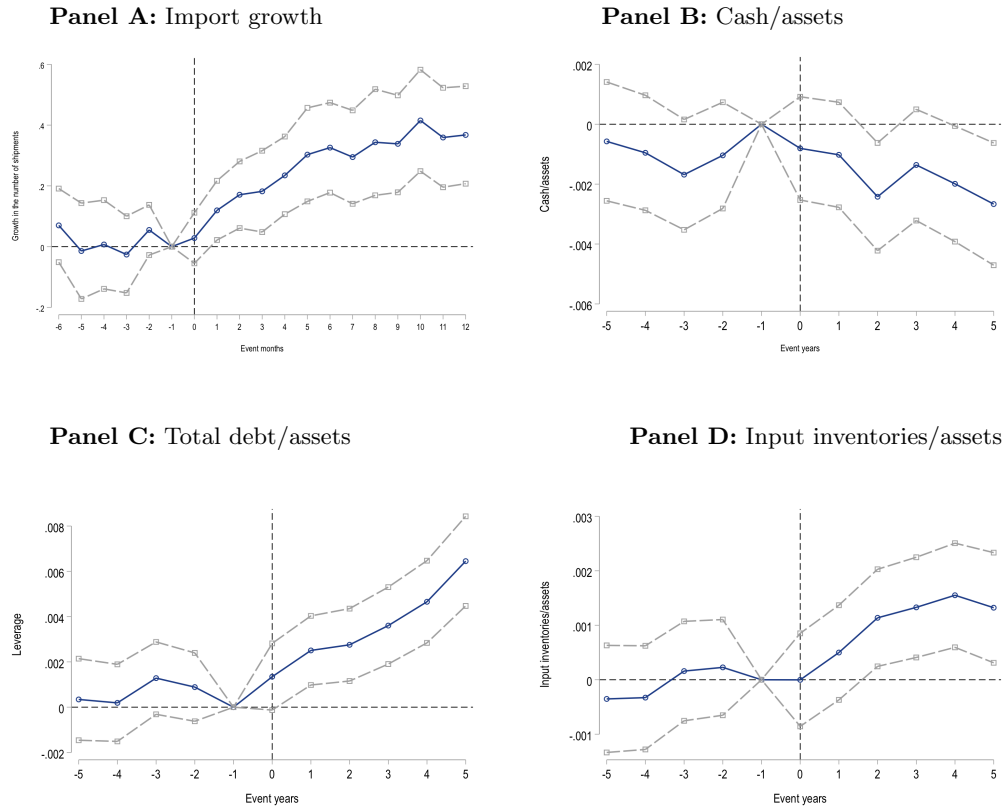 Panel A: Import growth
Growth in the number of shipments
.6
.4
.2
0
-.2
-6 -5 -4 -3 -2 -1 0 1 2 3 4 5 6 7 8 9 10 11 12
Event months
Panel B: Cash/assets
Cash/assets
.002
0
-.002
-.004
-.006
-5 -4 -3 -2 -1 0 1 2 3 4 5
Event years
Panel C: Total debt/assets
Leverage
.008
.006
.004
.002
0
-.002
-5 -4 -3 -2 -1 0 1 2 3 4 5
Event years
Panel D: Input inventories/assets
Input inventories/assets
.003
.002
.001
0
-.001
-5 -4 -3 -2 -1 0 1 2 3 4 5
Event years